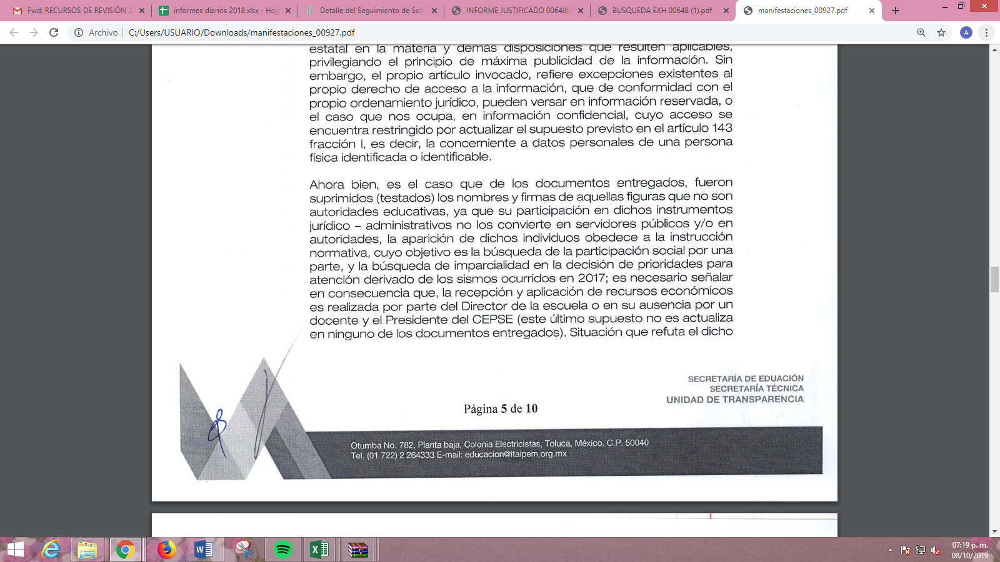 Fwd: RECURSOS DE REVISIÓN 2
informes diarios 2018.xlsx - Hoja
Detalle del Seguimiento de Solic
INFORME JUSTIFICADO 006480
BUSQUEDA EXH 00648 (1).pdf
manifestaciones_00927.pdf
Archivo
C:/Users/USUARIO/Downloads/manifestaciones_00927.pdf
A
estatal en la materia y demás disposiciones que resulten aplicables,
privilegiando el principio de máxima publicidad de la información. Sin
embargo, el propio artículo invocado, refiere excepciones existentes al
propio derecho de acceso a la información, que de conformidad con el
propio ordenamiento jurídico, pueden versar en información reservada, o
el caso que nos ocupa, en información confidencial, cuyo acceso se
encuentra restringido por actualizar el supuesto previsto en el artículo 143
fracción I, es decir, la concerniente a datos personales de una persona
física identificada o identificable.
Ahora bien, es el caso que de los documentos entregados, fueron
suprimidos (testados) los nombres y firmas de aquellas figuras que no son
autoridades educativas, ya que su participación en dichos instrumentos
jurídico – administrativos no los convierte en servidores públicos y/o en
autoridades, la aparición de dichos individuos obedece a la instrucción
normativa, cuyo objetivo es la búsqueda de la participación social por una
parte, y la búsqueda de imparcialidad en la decisión de prioridades para
atención derivado de los sismos ocurridos en 2017; es necesario señalar
en consecuencia que, la recepción y aplicación de recursos económicos
es realizada por parte del Director de la escuela o en su ausencia por un
docente y el Presidente del CEPSE (este último supuesto no es actualiza
en ninguno de los documentos entregados). Situación que refuta el dicho
SECRETARÍA DE EDUACIÓN
SECRETARÍA TÉCNICA
UNIDAD DE TRANSPARENCIA
Página 5 de 10
Otumba No. 782, Planta baja, Colonia Electricistas, Toluca, México. C.P. 50040
Tel. (01 722) 2 264333 E-mail: educacion@itaipem.org.mx
07:19 p. m.
08/10/2019